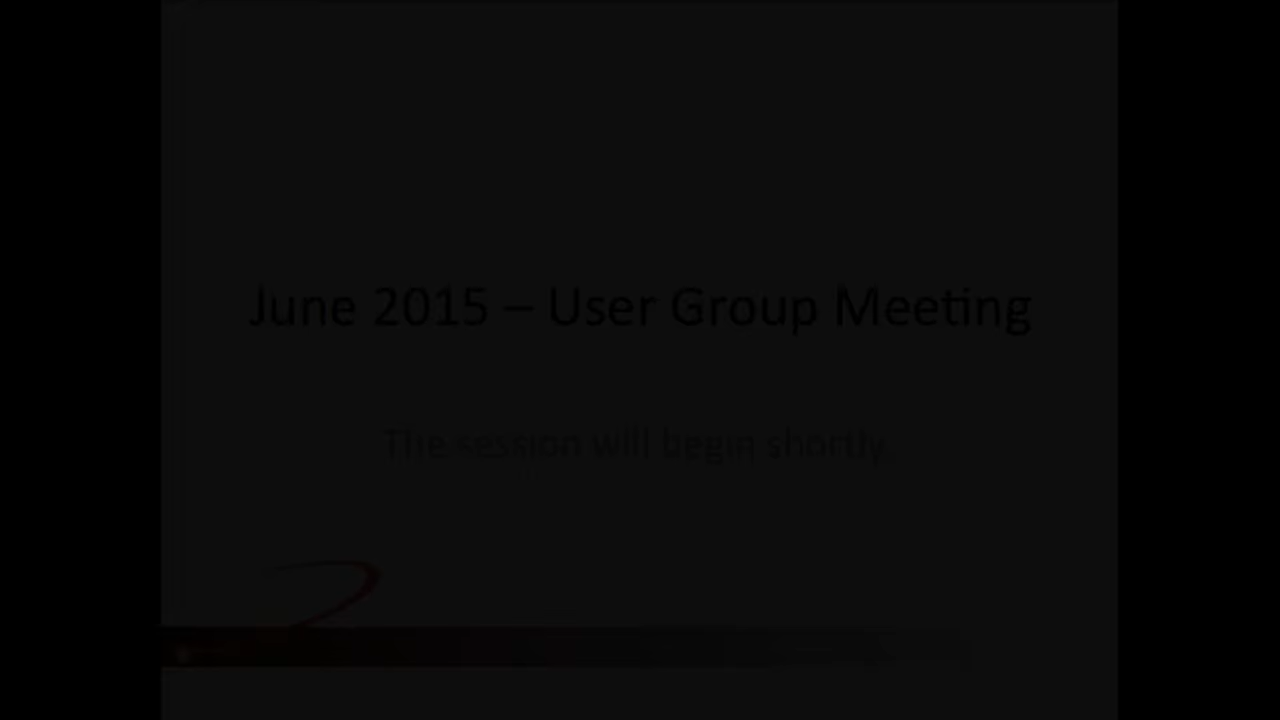 June 2015 – User Group Meeting
The session will begin shortly.